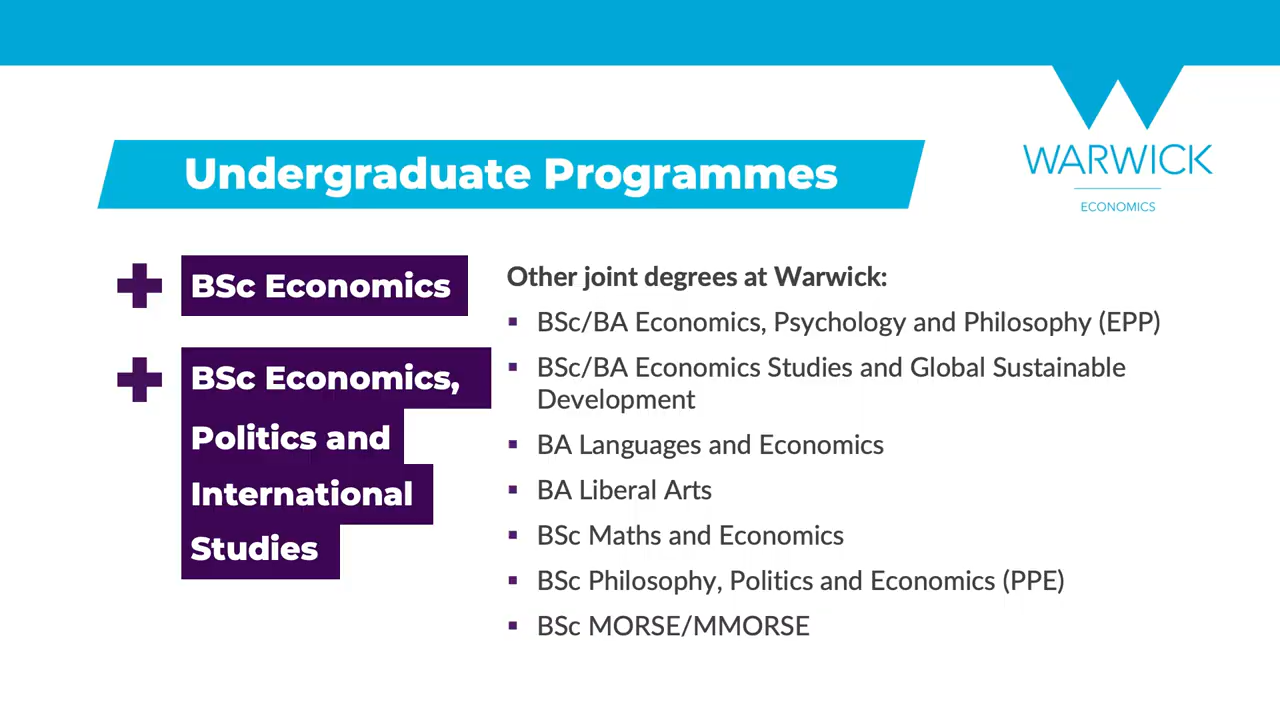 WARWICK
ECONOMICS
Undergraduate Programmes
BSc Economics
BSc Economics,
Politics and
International
Studies
Other joint degrees at Warwick:
▪ BSc/BA Economics, Psychology and Philosophy (EPP)
▪ BSc/BA Economics Studies and Global Sustainable
Development
▪ BA Languages and Economics
▪ BA Liberal Arts
▪ BSc Maths and Economics
▪ BSc Philosophy, Politics and Economics (PPE)
▪ BSc MORSE/MMORSE